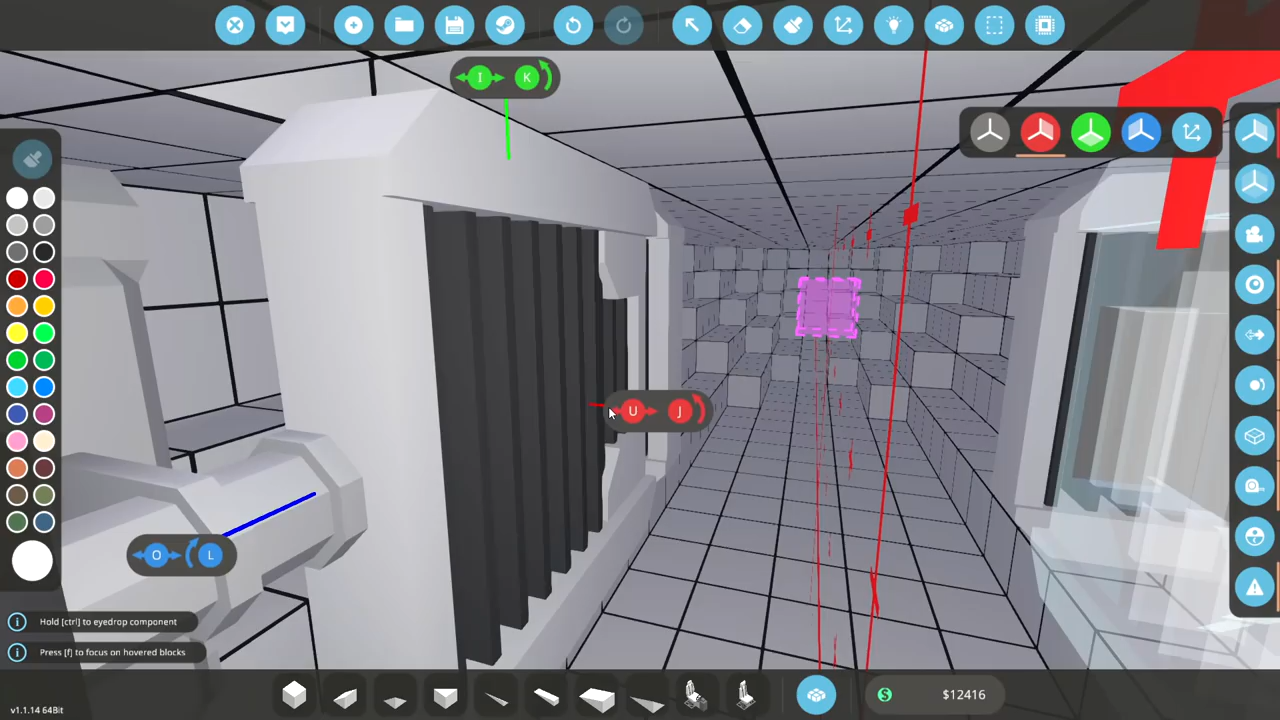 I K
U J
O L
Hold [ctrl] to eyedrop component
Press [f] to focus on hovered blocks
v1.1.14 64Bit
$ $12416